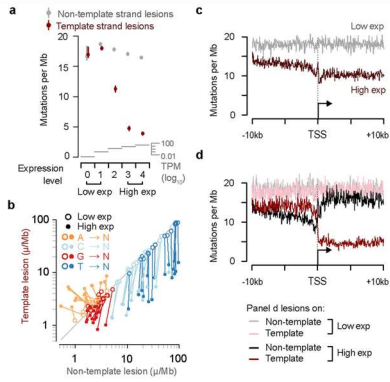 Non-template strand lesions
Template strand lesions
a
Mutations per Mb
20
15
10
5
0
Expression level
0 1 2 3 4
Low exp High exp
100
0.01
TPM
(log10)
b
Low exp
High exp
A → N
C → N
G → N
T → N
Template lesion (µ/Mb)
100
10
1
1 10 100
Non-template lesion (µ/Mb)
c
Mutations per Mb
20
15
10
5
0
Low exp
High exp
-10kb TSS +10kb
d
Mutations per Mb
20
15
10
5
0
-10kb TSS +10kb
Panel d lesions on:
Non-template
Template
Low exp
Non-template
Template
High exp